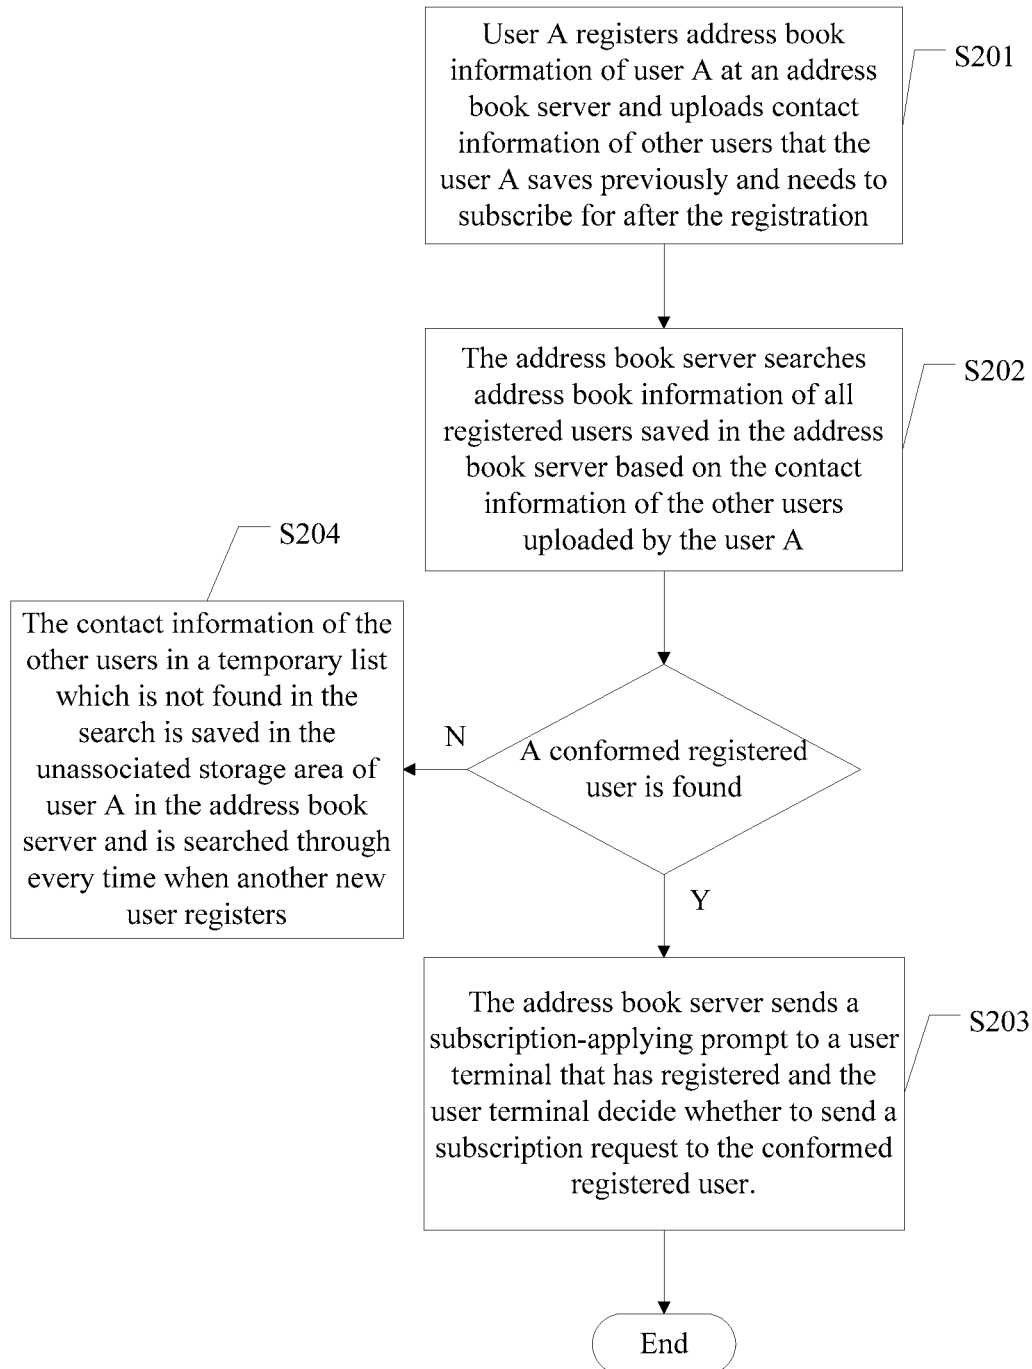 User A registers address book
information of user A at an address
book server and uploads contact
information of other users that the
user A saves previously and needs to
subscribe for after the registration
S201
The address book server searches
address book information of all
registered users saved in the address
book server based on the contact
information of the other users
uploaded by the user A
S202
S204
The contact information of the
other users in a temporary list
which is not found in the
search is saved in the
unassociated storage area of
user A in the address book
server and is searched through
every time when another new
user registers
N
A conformed registered
user is found
Y
The address book server sends a
subscription-applying prompt to a user
terminal that has registered and the
user terminal decide whether to send a
subscription request to the conformed
registered user.
S203
End